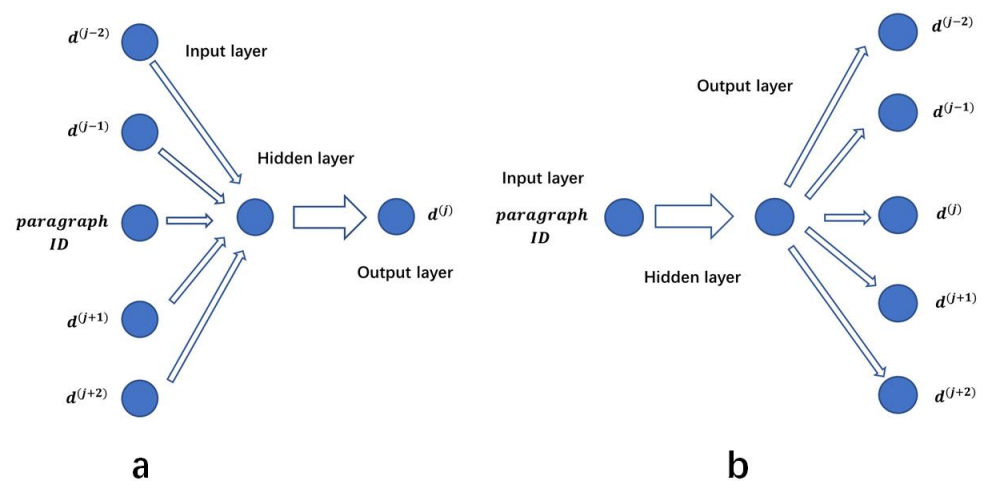 d^(j-2)
Input layer
d^(j-1)
Hidden layer
paragraph
ID
d^(j)
Output layer
d^(j+1)
d^(j+2)
a
d^(j-2)
Output layer
d^(j-1)
Input layer
paragraph
ID
d^(j)
Hidden layer
d^(j+1)
d^(j+2)
b